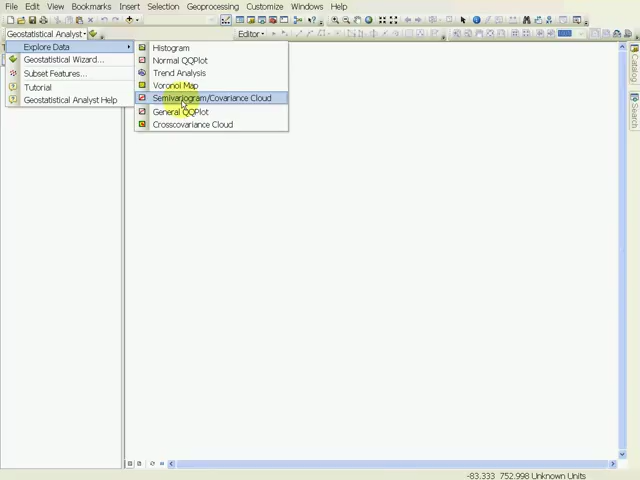 File Edit View Bookmarks Insert Selection Geoprocessing Customize Windows Help
Geostatistical Analyst Editor
Explore Data
Geostatistical Wizard...
Subset Features...
Tutorial
Geostatistical Analyst Help
Histogram
Normal QQPlot
Trend Analysis
Voronoi Map
Semivariogram/Covariance Cloud
General QQPlot
Crosscovariance Cloud
Catalog
Search
-83.333 752.998 Unknown Units